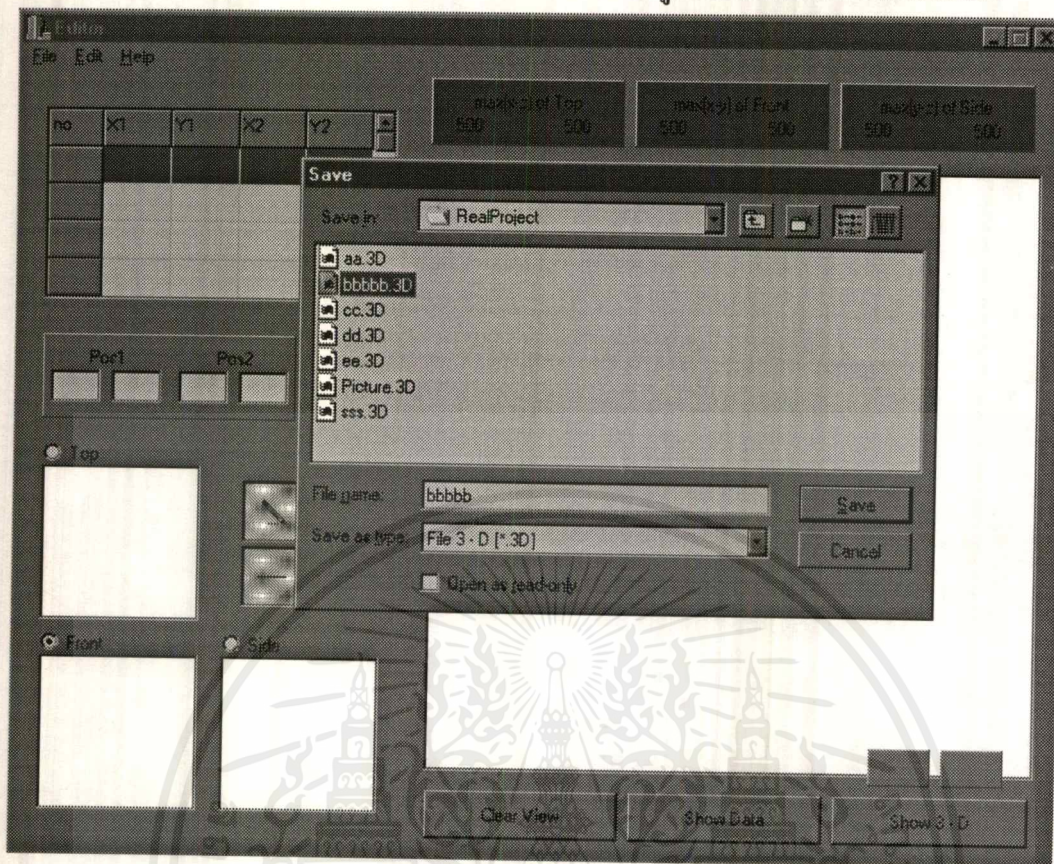 Editor
File Edit Help
max(x-z) of Top
500 500
max(x-y) of Front
500 500
max(y-z) of Side
500 500
no X1 Y1 X2 Y2
Save
Save in: RealProject
aa.3D
bbbbb.3D
cc.3D
dd.3D
ee.3D
Picture.3D
sss.3D
File name: bbbbb
Save
Save as type: File 3 - D [*.3D]
Cancel
Open as read-only
Pos1 Pos2
Top
Front Side
Clear View Show Data Show 3 - D